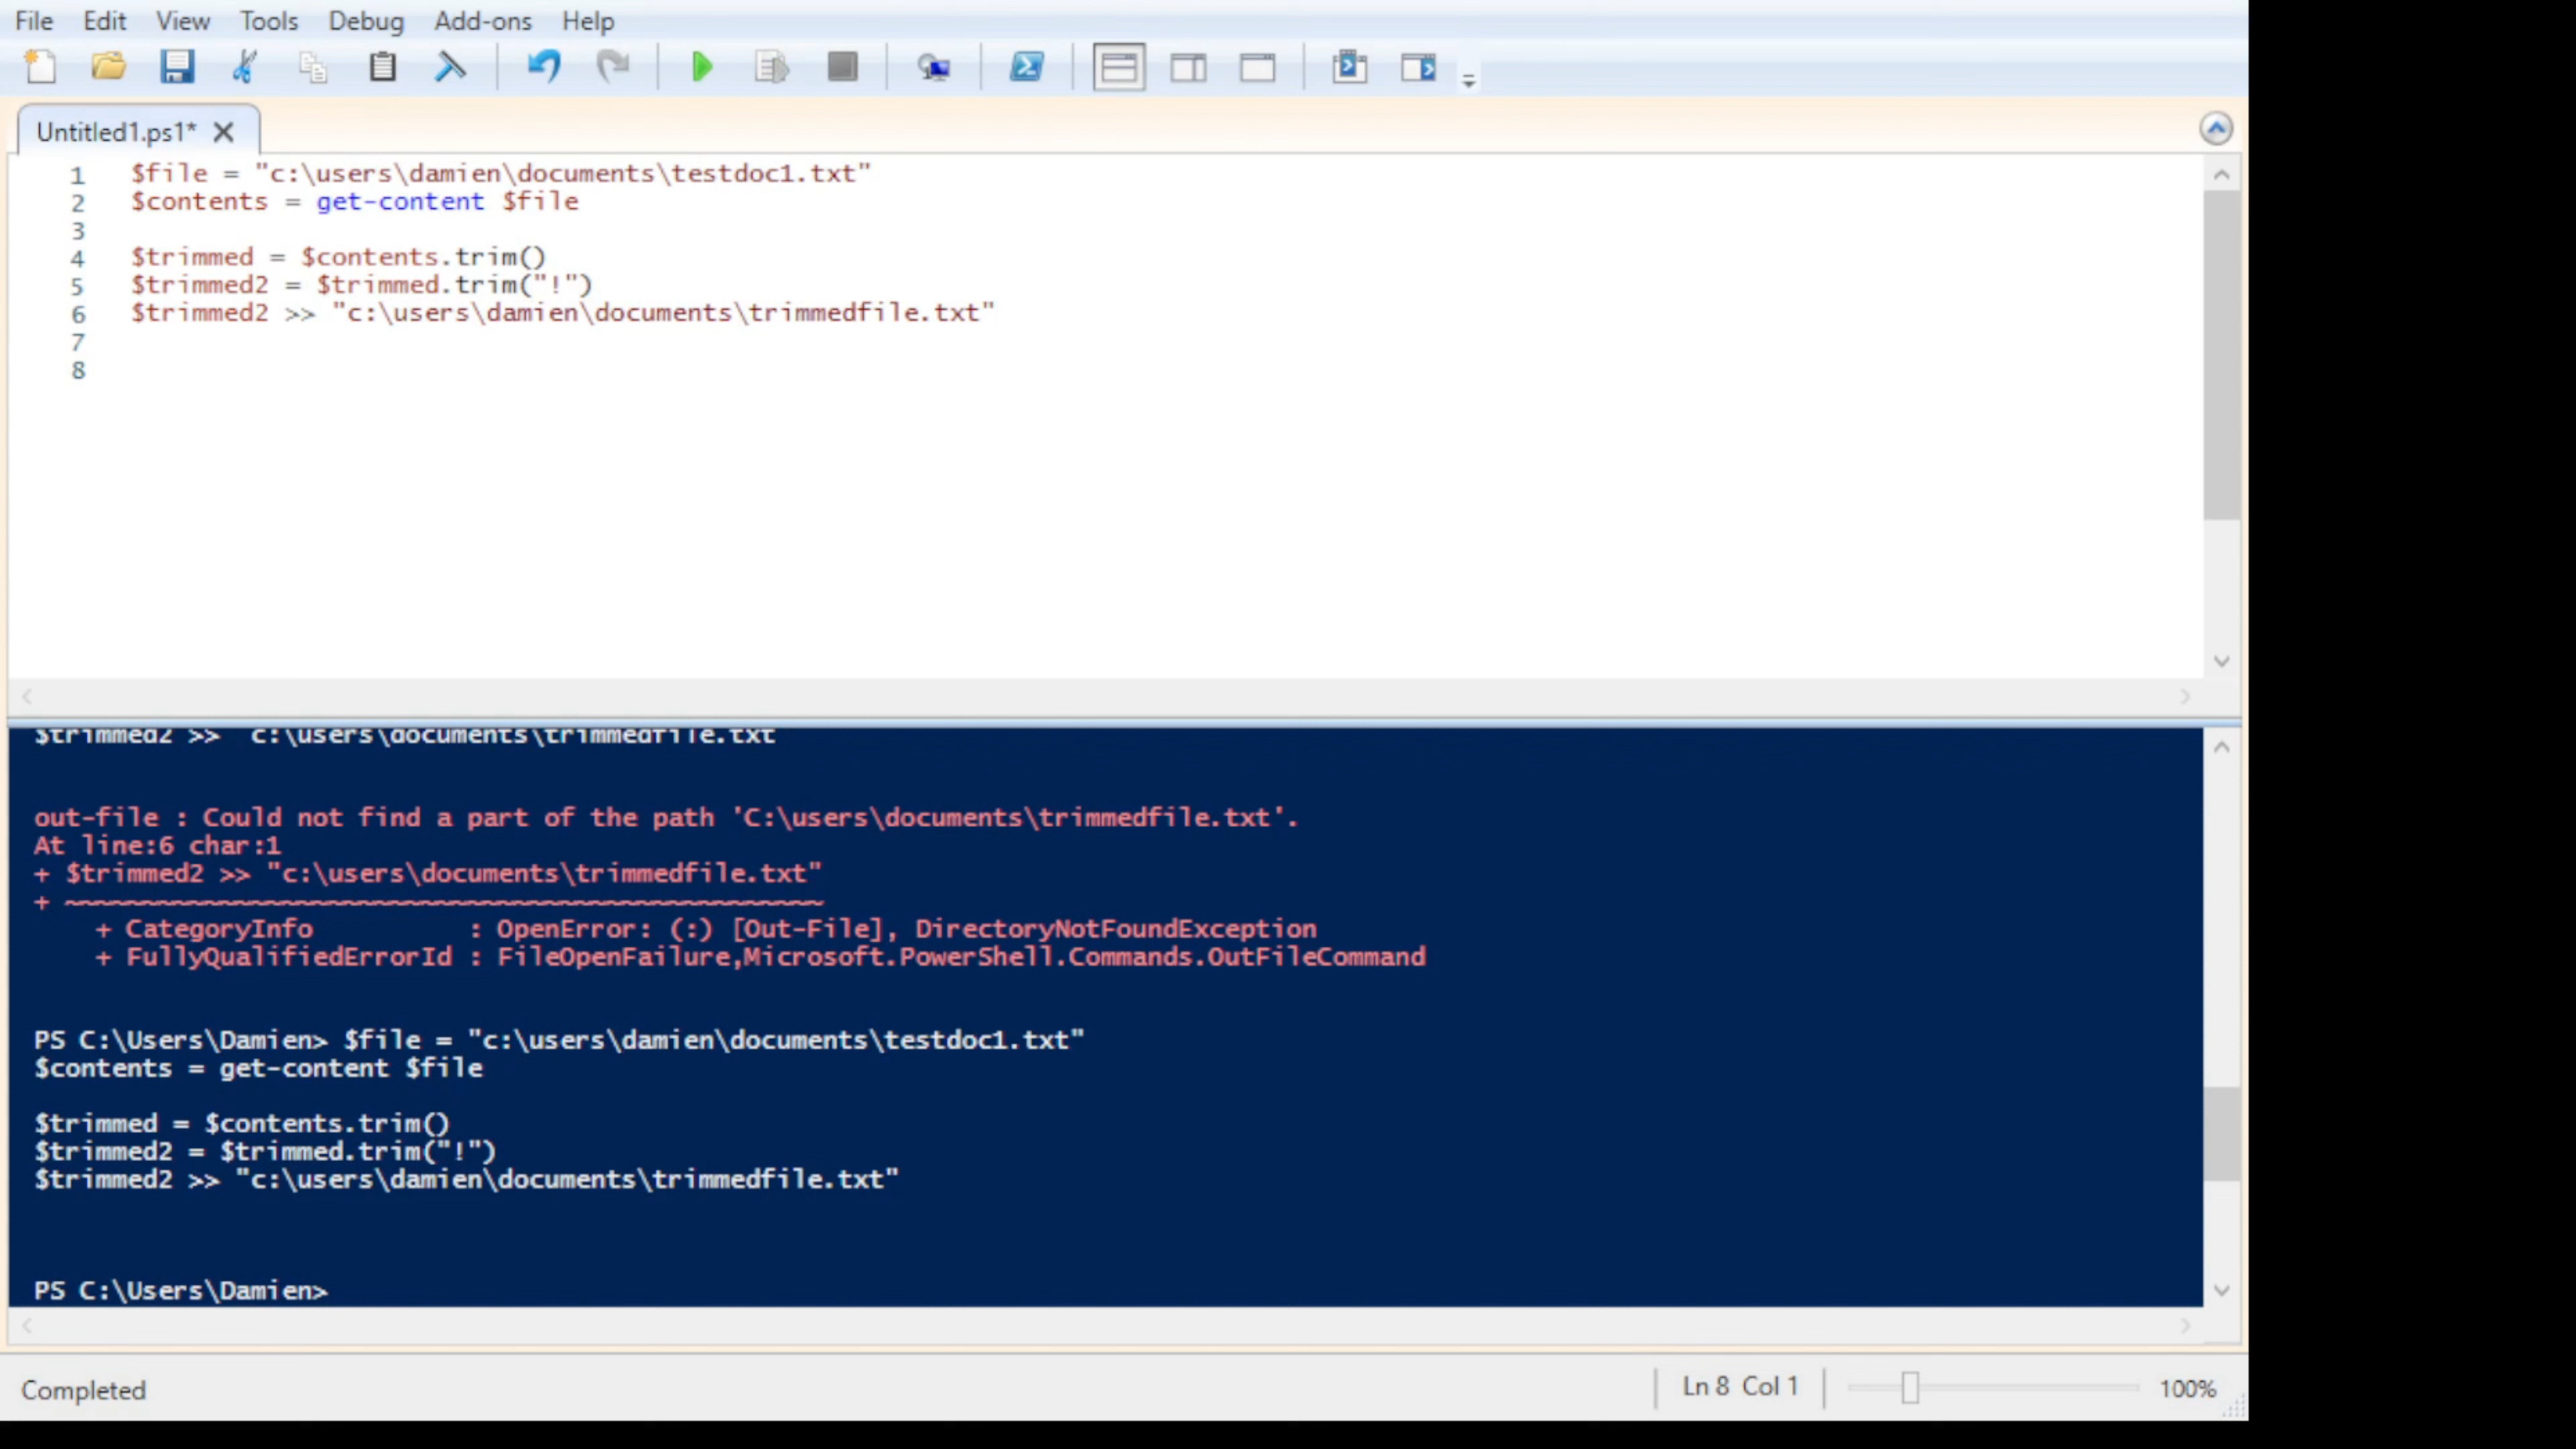 File Edit View Tools Debug Add-ons Help
Untitled1.ps1*
1 $file = "c:\users\damien\documents\testdoc1.txt"
2 $contents = get-content $file
3
4 $trimmed = $contents.trim()
5 $trimmed2 = $trimmed.trim("!")
6 $trimmed2 >> "c:\users\damien\documents\trimmedfile.txt"
7
8
$trimmed2 >> c:\users\documents\trimmedfile.txt
out-file : Could not find a part of the path 'C:\users\documents\trimmedfile.txt'.
At line:6 char:1
+ $trimmed2 >> "c:\users\documents\trimmedfile.txt"
+ ~~~~~~~~~~~~~~~~~~~~~~~~~~~~~~~~~~~~~~~~~~~~~~~~~
+ CategoryInfo : OpenError: (:) [Out-File], DirectoryNotFoundException
+ FullyQualifiedErrorId : FileOpenFailure,Microsoft.PowerShell.Commands.OutFileCommand
PS C:\Users\Damien> $file = "c:\users\damien\documents\testdoc1.txt"
$contents = get-content $file
$trimmed = $contents.trim()
$trimmed2 = $trimmed.trim("!")
$trimmed2 >> "c:\users\damien\documents\trimmedfile.txt"
PS C:\Users\Damien>
Completed
Ln 8 Col 1
100%